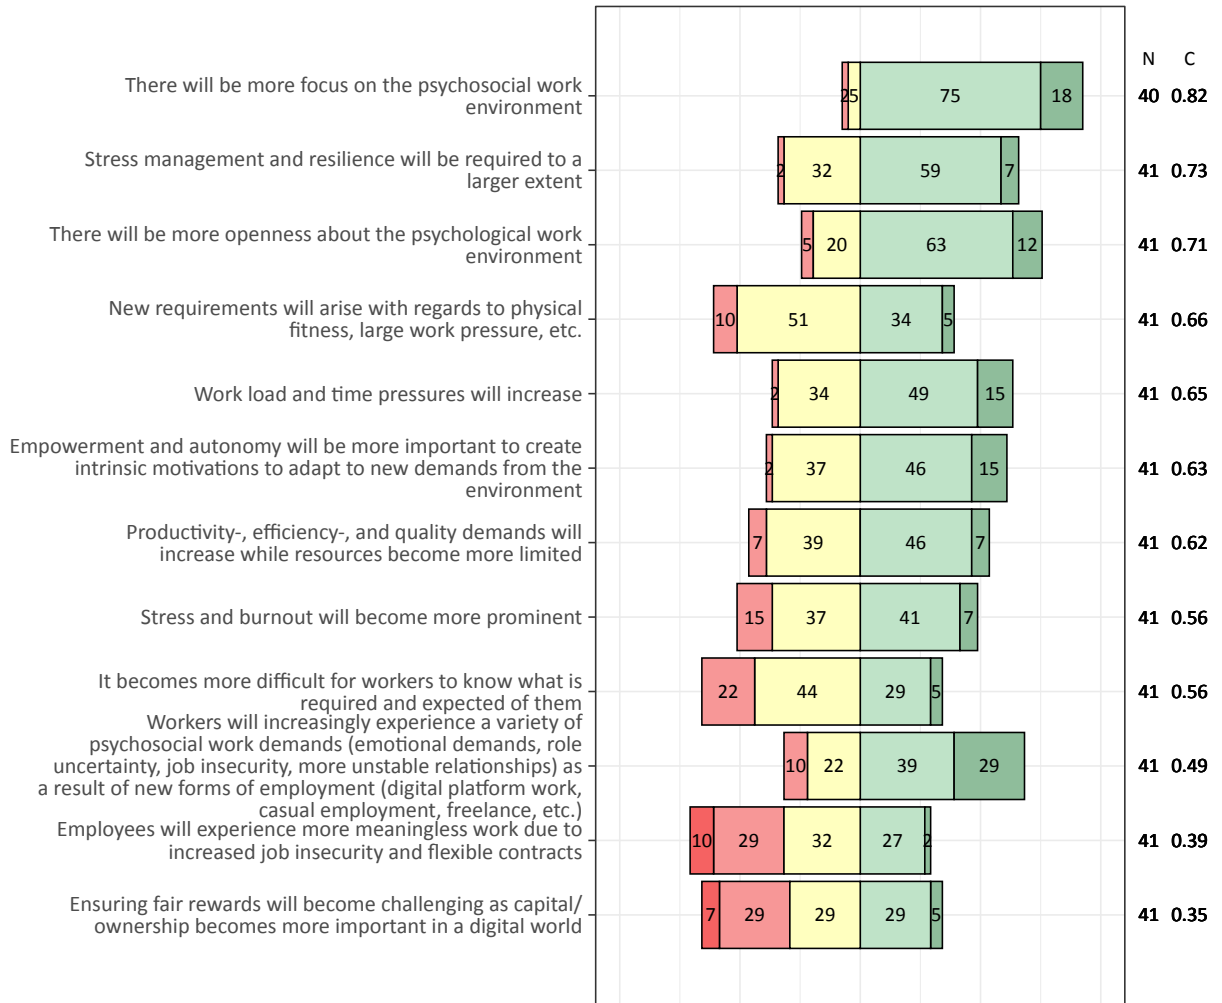 N C
There will be more focus on the psychosocial work
environment
2 5 75 18 40 0.82
Stress management and resilience will be required to a
larger extent
2 32 59 7 41 0.73
There will be more openness about the psychological work
environment
5 20 63 12 41 0.71
New requirements will arise with regards to physical
fitness, large work pressure, etc.
10 51 34 5 41 0.66
Work load and time pressures will increase
2 34 49 15 41 0.65
Empowerment and autonomy will be more important to create
intrinsic motivations to adapt to new demands from the
environment
2 37 46 15 41 0.63
Productivity-, efficiency-, and quality demands will
increase while resources become more limited
7 39 46 7 41 0.62
Stress and burnout will become more prominent
15 37 41 7 41 0.56
It becomes more difficult for workers to know what is
required and expected of them
22 44 29 5 41 0.56
Workers will increasingly experience a variety of
psychosocial work demands (emotional demands, role
uncertainty, job insecurity, more unstable relationships) as
a result of new forms of employment (digital platform work,
casual employment, freelance, etc.)
10 22 39 29 41 0.49
Employees will experience more meaningless work due to
increased job insecurity and flexible contracts
10 29 32 27 2 41 0.39
Ensuring fair rewards will become challenging as capital/
ownership becomes more important in a digital world
7 29 29 29 5 41 0.35